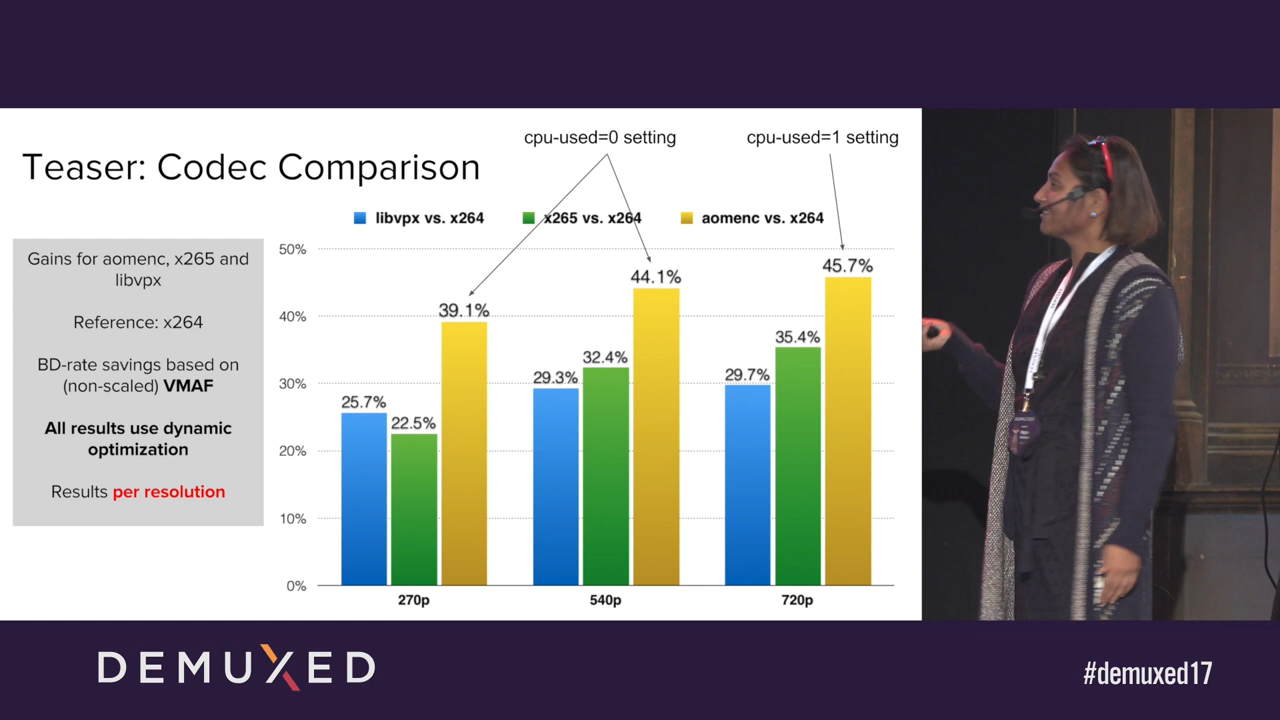 cpu-used=0 setting
cpu-used=1 setting
Teaser: Codec Comparison
libvpx vs. x264
x265 vs. x264
aomenc vs. x264
Gains for aomenc, x265 and
libvpx
Reference: x264
BD-rate savings based on
(non-scaled) VMAF
All results use dynamic
optimization
Results per resolution
50%
40%
30%
20%
10%
0%
25.7%
22.5%
39.1%
29.3%
32.4%
44.1%
29.7%
35.4%
45.7%
270p
540p
720p
DEMUXED
#demuxed17